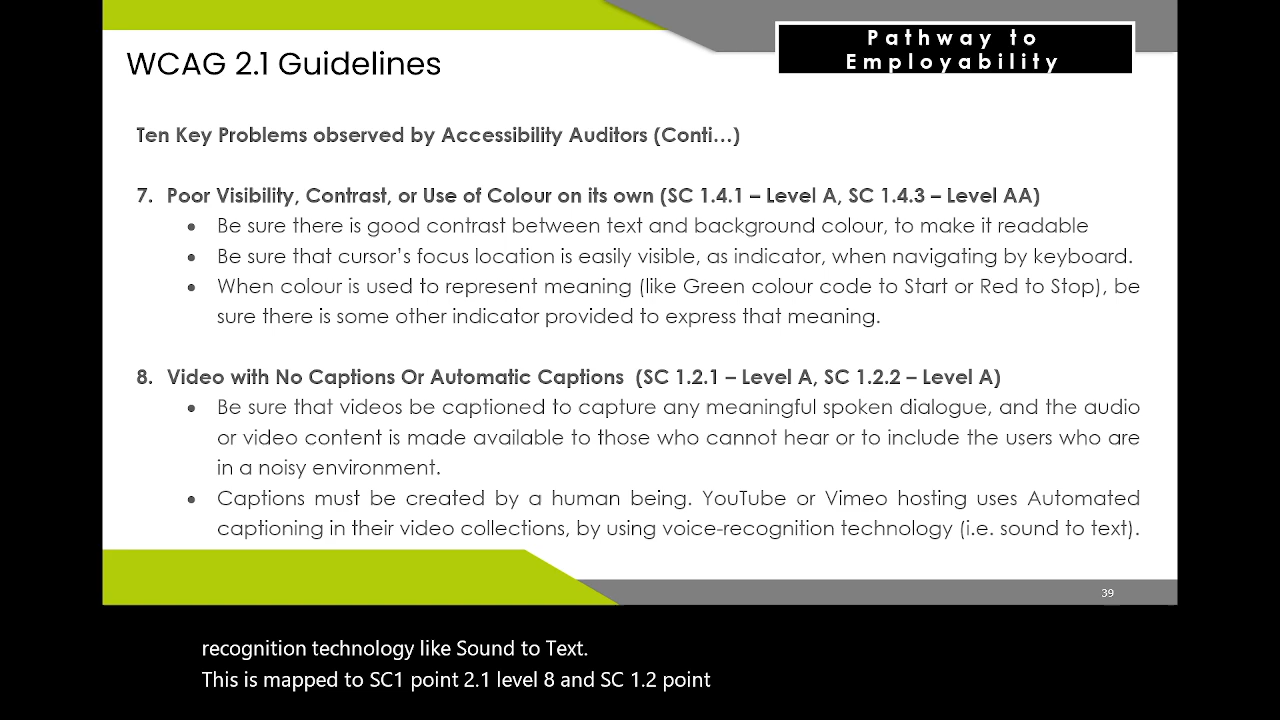 Pathway to
Employability
WCAG 2.1 Guidelines
Ten Key Problems observed by Accessibility Auditors (Conti...)
7. Poor Visibility, Contrast, or Use of Colour on its own (SC 1.4.1 – Level A, SC 1.4.3 – Level AA)
• Be sure there is good contrast between text and background colour, to make it readable
• Be sure that cursor's focus location is easily visible, as indicator, when navigating by keyboard.
• When colour is used to represent meaning (like Green colour code to Start or Red to Stop), be
sure there is some other indicator provided to express that meaning.
8. Video with No Captions Or Automatic Captions (SC 1.2.1 – Level A, SC 1.2.2 – Level A)
• Be sure that videos be captioned to capture any meaningful spoken dialogue, and the audio
or video content is made available to those who cannot hear or to include the users who are
in a noisy environment.
• Captions must be created by a human being. YouTube or Vimeo hosting uses Automated
captioning in their video collections, by using voice-recognition technology (i.e. sound to text).
39
recognition technology like Sound to Text.
This is mapped to SC1 point 2.1 level 8 and SC 1.2 point